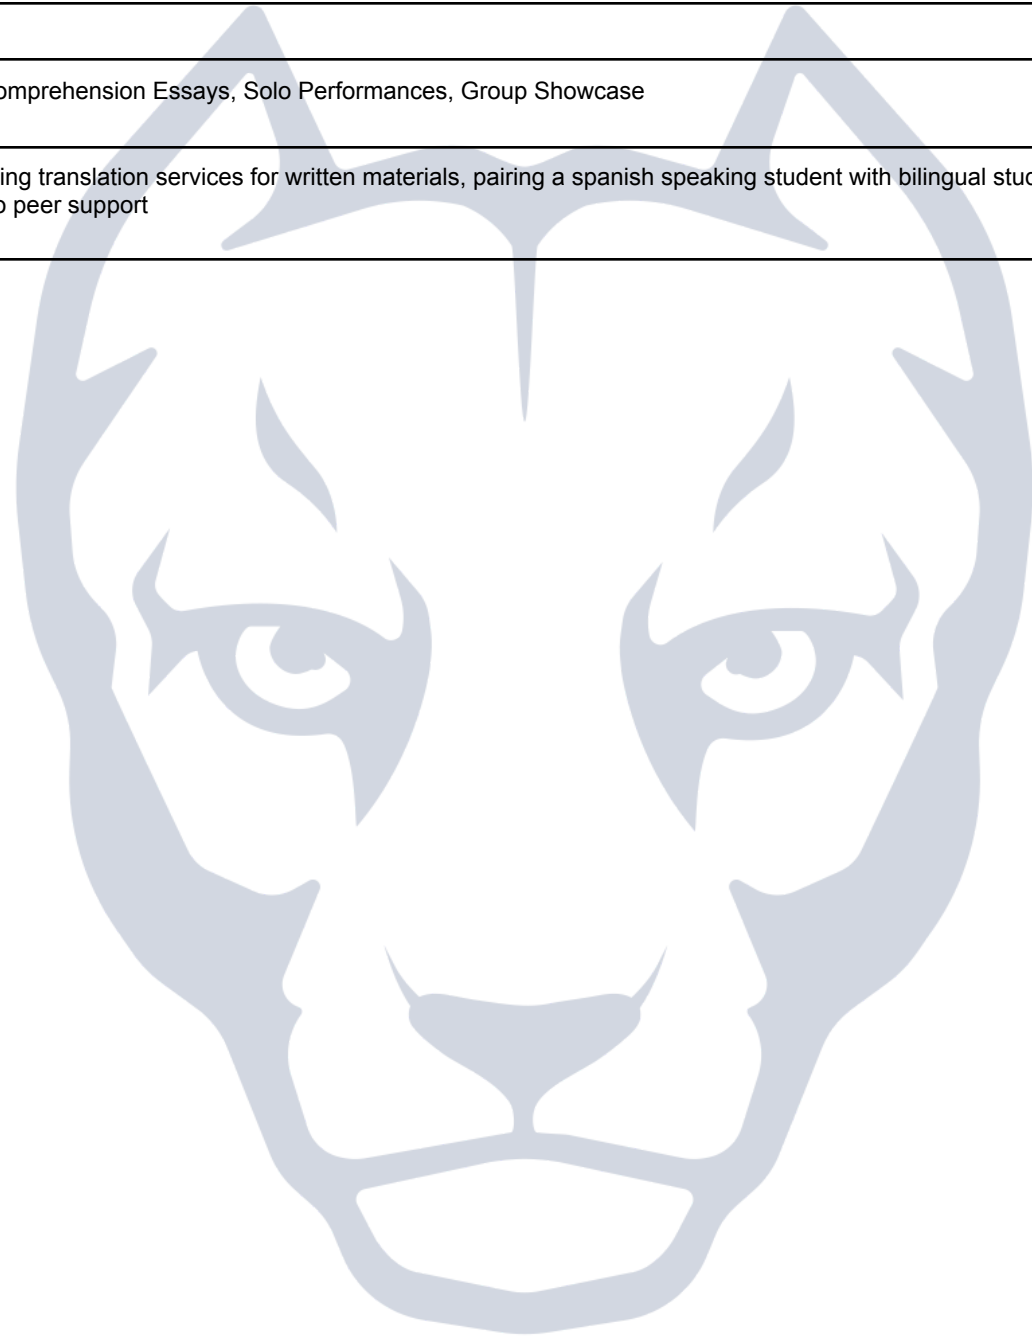 omprehension Essays, Solo Performances, Group Showcase
ing translation services for written materials, pairing a spanish speaking student with bilingual stud
o peer support